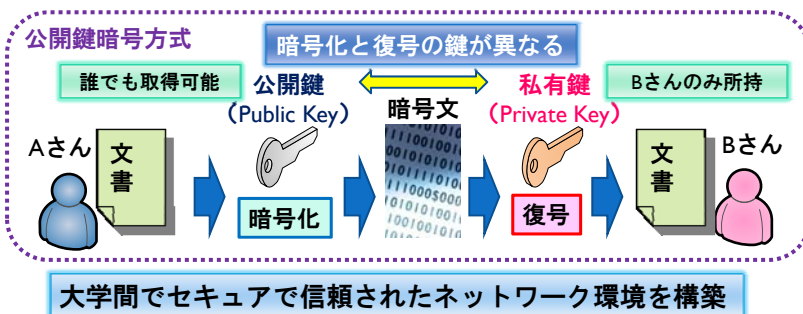 公開鍵暗号方式
暗号化と復号の鍵が異なる
誰でも取得可能
公開鍵
(Public Key)
暗号文
私有鍵
(Private Key)
Bさんのみ所持
Aさん
文書
暗号化
復号
文書
Bさん
大学間でセキュアで信頼されたネットワーク環境を構築